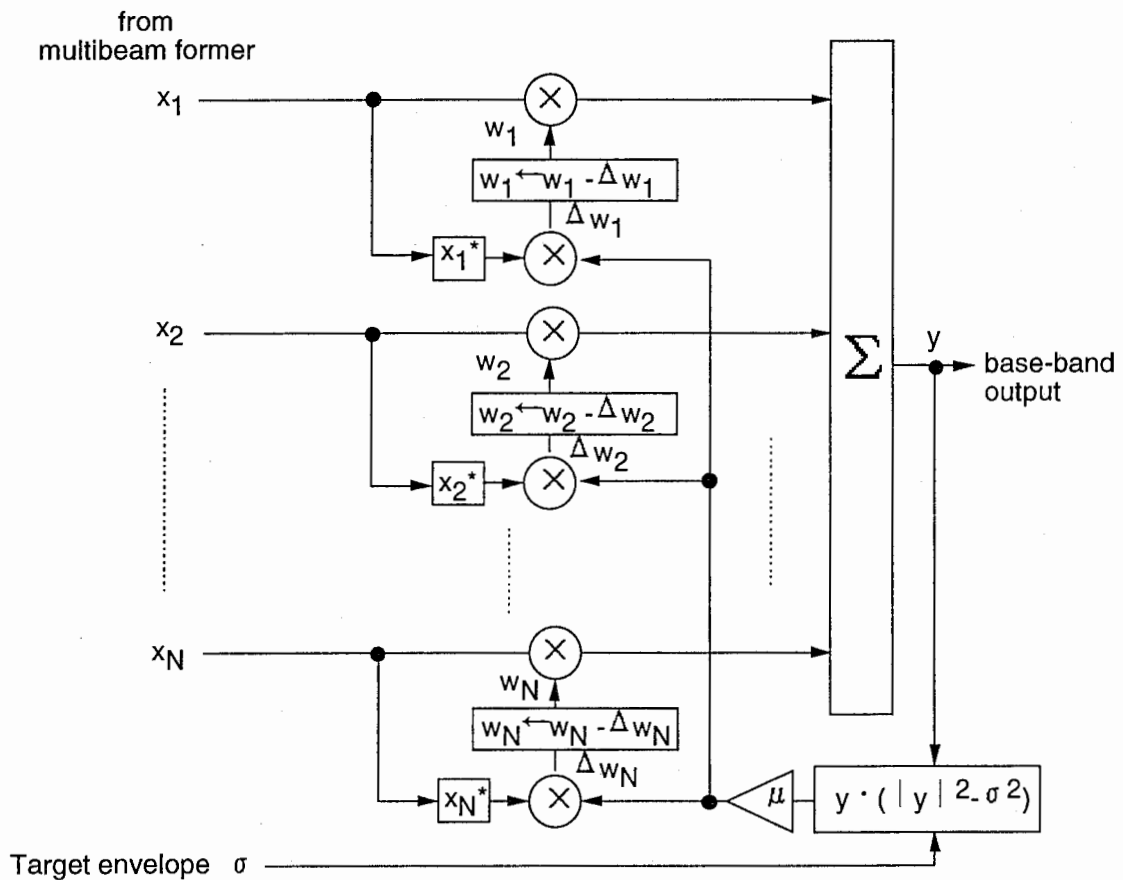 from
multibeam former
x1
×
w1
w1←w1-Δw1
Δw1
x1*
×
x2
×
w2
w2←w2-Δw2
Δw2
x2*
×
Σ
y
base-band
output
xN
×
wN
wN←wN-ΔwN
ΔwN
xN*
×
μ
y·(|y|2-σ2)
Target envelope σ